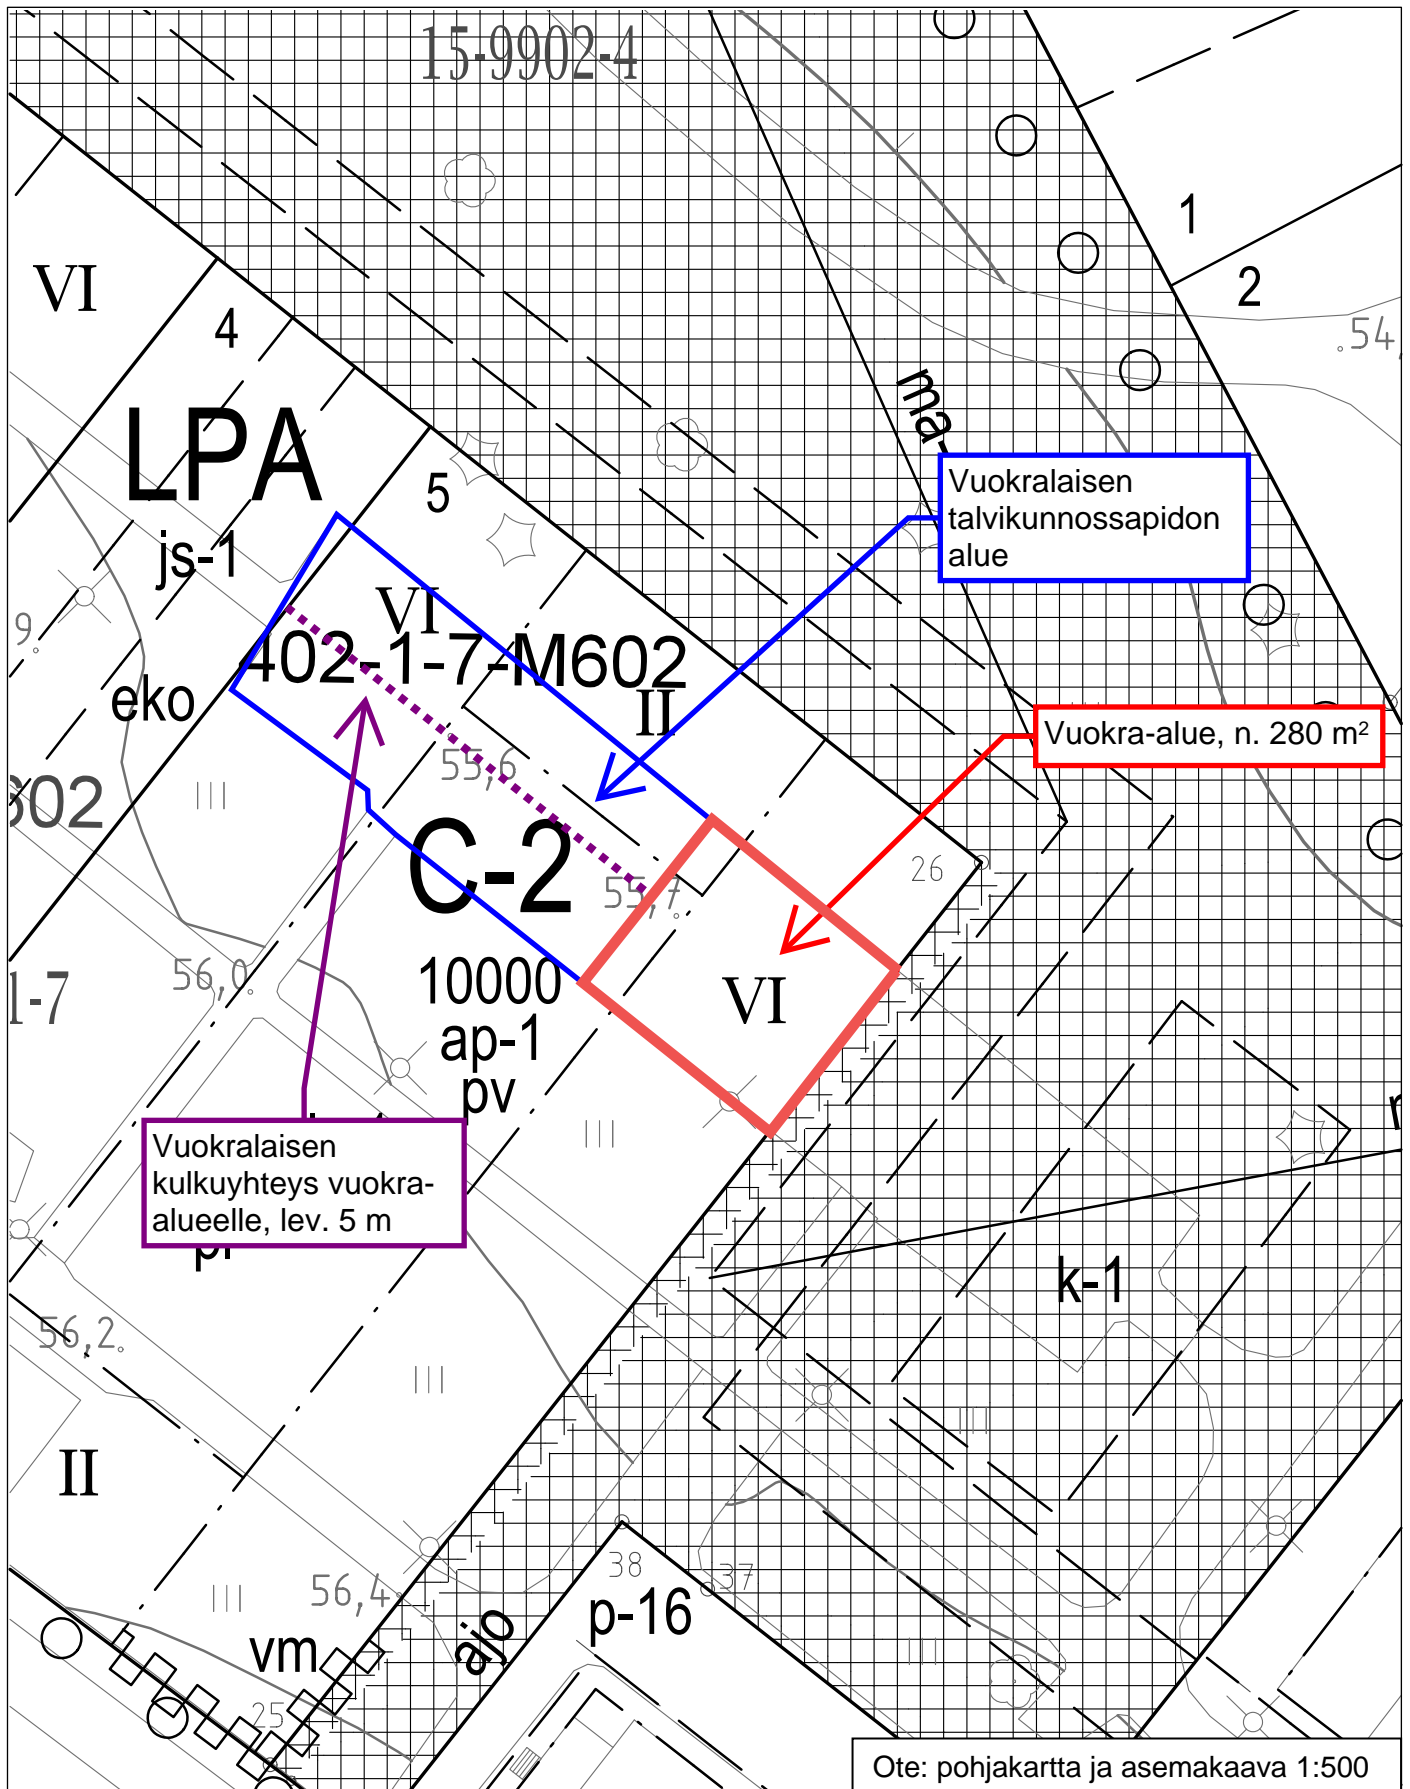 15-9902-4
1
VI
2
4
.54,
LPA
ma-
5
Vuokralaisen
talvikunnossapidon
alue
js-1
VI
9.
402-1-7-M602
eko
II
Vuokra-alue, n. 280 m²
55,6
602
C-2
26
55,7
56,0
10000
VI
1-7
ap-1
pv
Vuokralaisen
kulkuyhteys vuokra-
alueelle, lev. 5 m
k-1
56,2
II
38
37
56,4
p-16
ajo
vm
25
Ote: pohjakartta ja asemakaava 1:500